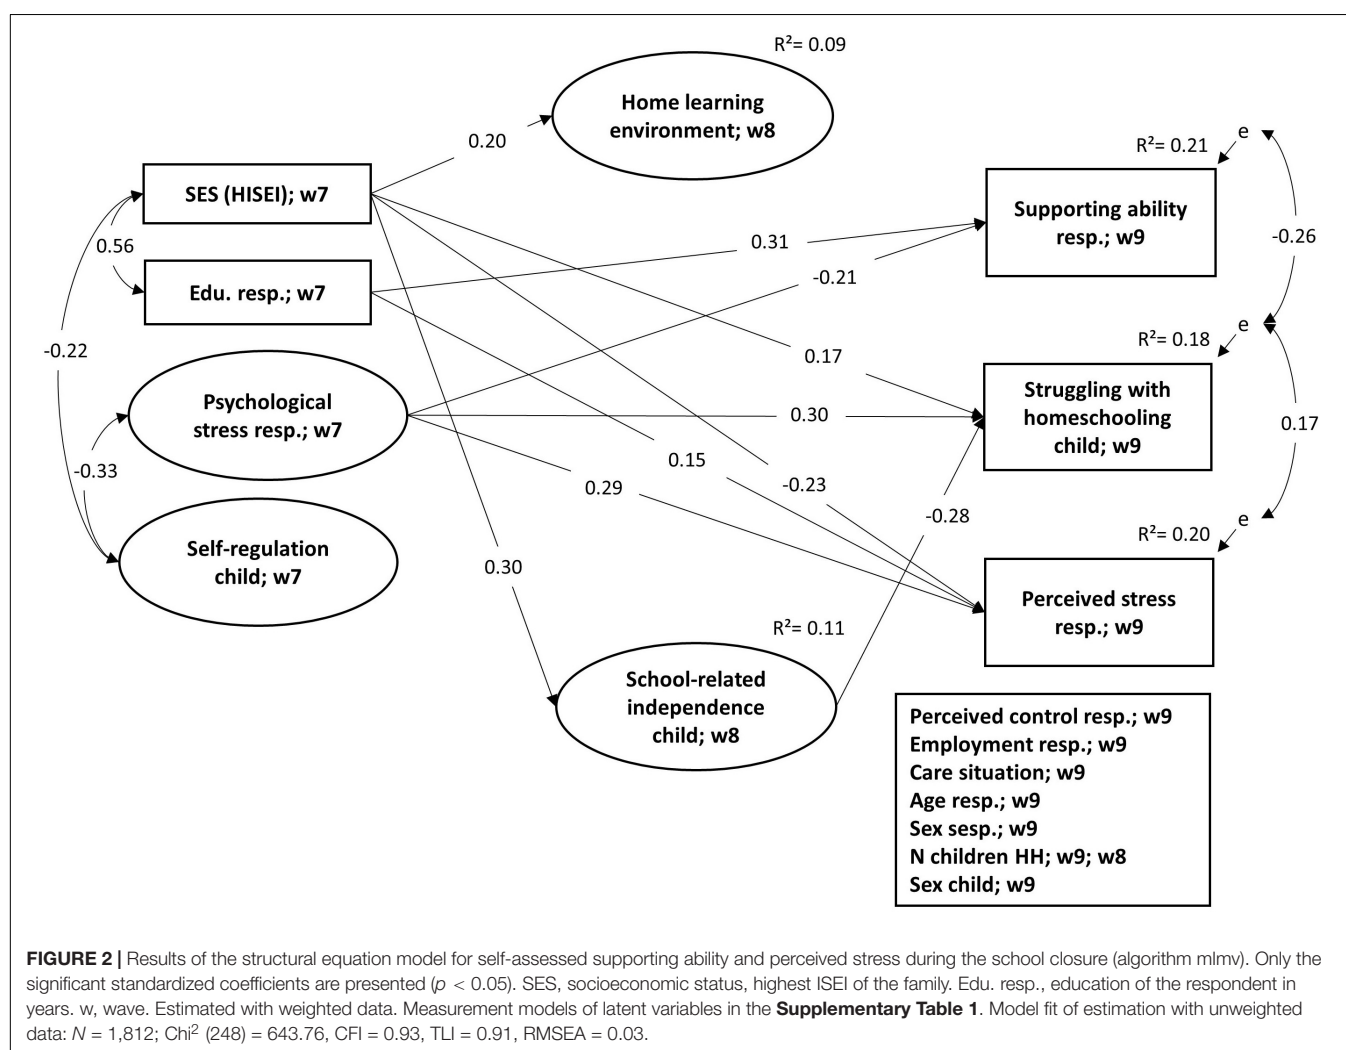 R²= 0.09
Home learning
environment; w8
0.20
SES (HISEI); w7
0.56
Edu. resp.; w7
-0.22
Psychological
stress resp.; w7
-0.33
Self-regulation
child; w7
0.31
-0.21
0.17
0.30
0.15
-0.23
0.29
-0.28
0.30
R²= 0.11
School-related
independence
child; w8
e
R²= 0.21
Supporting ability
resp.; w9
-0.26
e
R²= 0.18
Struggling with
homeschooling
child; w9
0.17
e
R²= 0.20
Perceived stress
resp.; w9
Perceived control resp.; w9
Employment resp.; w9
Care situation; w9
Age resp.; w9
Sex sesp.; w9
N children HH; w9; w8
Sex child; w9
FIGURE 2 | Results of the structural equation model for self-assessed supporting ability and perceived stress during the school closure (algorithm mlmv). Only the
significant standardized coefficients are presented (p < 0.05). SES, socioeconomic status, highest ISEI of the family. Edu. resp., education of the respondent in
years. w, wave. Estimated with weighted data. Measurement models of latent variables in the Supplementary Table 1. Model fit of estimation with unweighted
data: N = 1,812; Chi² (248) = 643.76, CFI = 0.93, TLI = 0.91, RMSEA = 0.03.